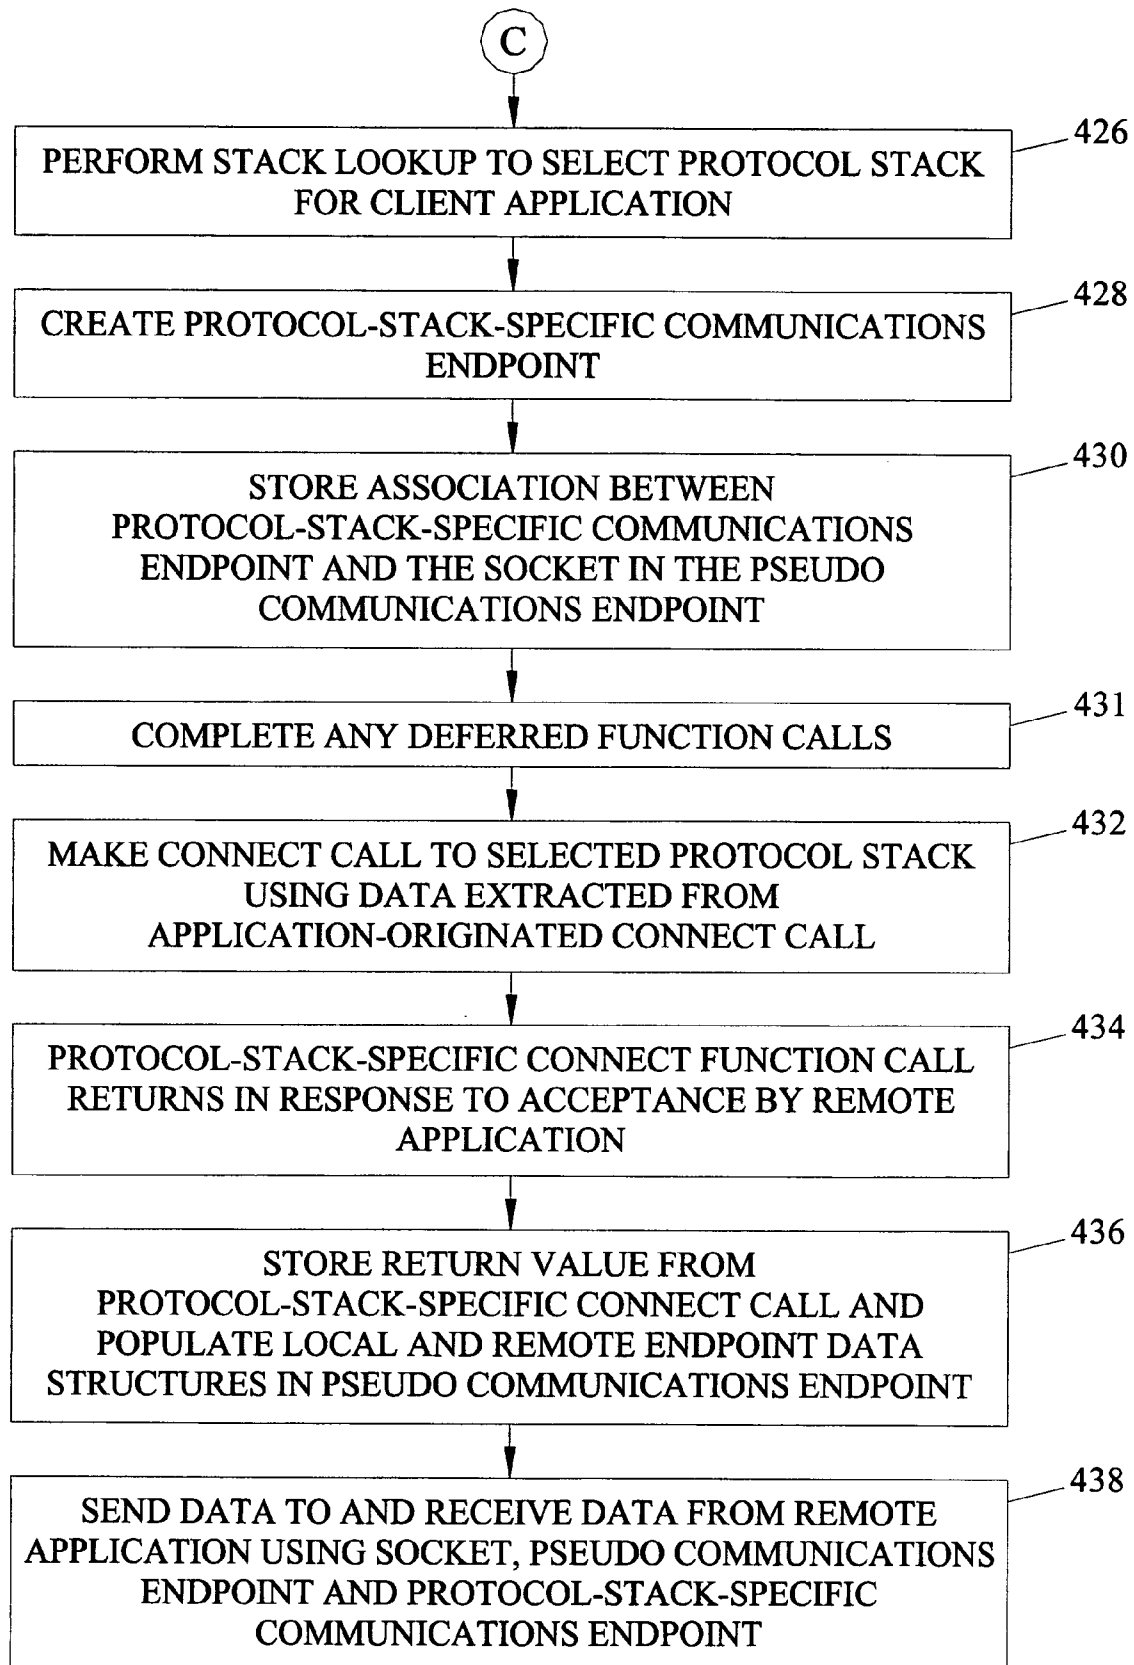 C
426
PERFORM STACK LOOKUP TO SELECT PROTOCOL STACK
FOR CLIENT APPLICATION
428
CREATE PROTOCOL-STACK-SPECIFIC COMMUNICATIONS
ENDPOINT
430
STORE ASSOCIATION BETWEEN
PROTOCOL-STACK-SPECIFIC COMMUNICATIONS
ENDPOINT AND THE SOCKET IN THE PSEUDO
COMMUNICATIONS ENDPOINT
431
COMPLETE ANY DEFERRED FUNCTION CALLS
432
MAKE CONNECT CALL TO SELECTED PROTOCOL STACK
USING DATA EXTRACTED FROM
APPLICATION-ORIGINATED CONNECT CALL
434
PROTOCOL-STACK-SPECIFIC CONNECT FUNCTION CALL
RETURNS IN RESPONSE TO ACCEPTANCE BY REMOTE
APPLICATION
436
STORE RETURN VALUE FROM
PROTOCOL-STACK-SPECIFIC CONNECT CALL AND
POPULATE LOCAL AND REMOTE ENDPOINT DATA
STRUCTURES IN PSEUDO COMMUNICATIONS ENDPOINT
438
SEND DATA TO AND RECEIVE DATA FROM REMOTE
APPLICATION USING SOCKET, PSEUDO COMMUNICATIONS
ENDPOINT AND PROTOCOL-STACK-SPECIFIC
COMMUNICATIONS ENDPOINT